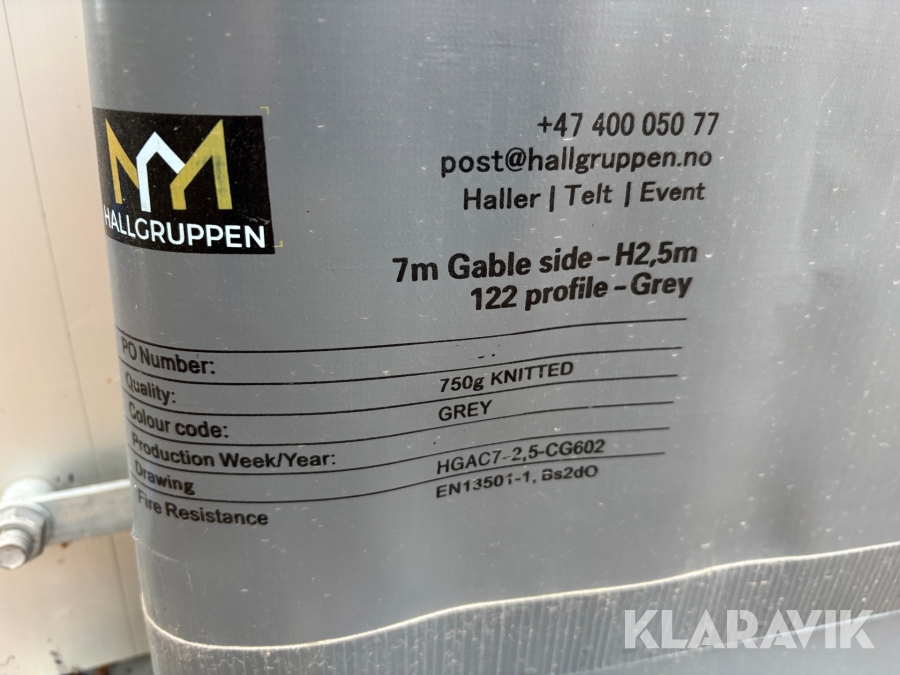 HALLGRUPPEN
+47 400 050 77
post@hallgruppen.no
Haller | Telt | Event
7m Gable side - H2,5m
122 profile - Grey
PO Number:
Quality: 750g KNITTED
Colour code: GREY
Production Week/Year:
Drawing HGAC7-2,5-CG602
Fire Resistance EN13501-1, Bs2dO
KLARAVIK